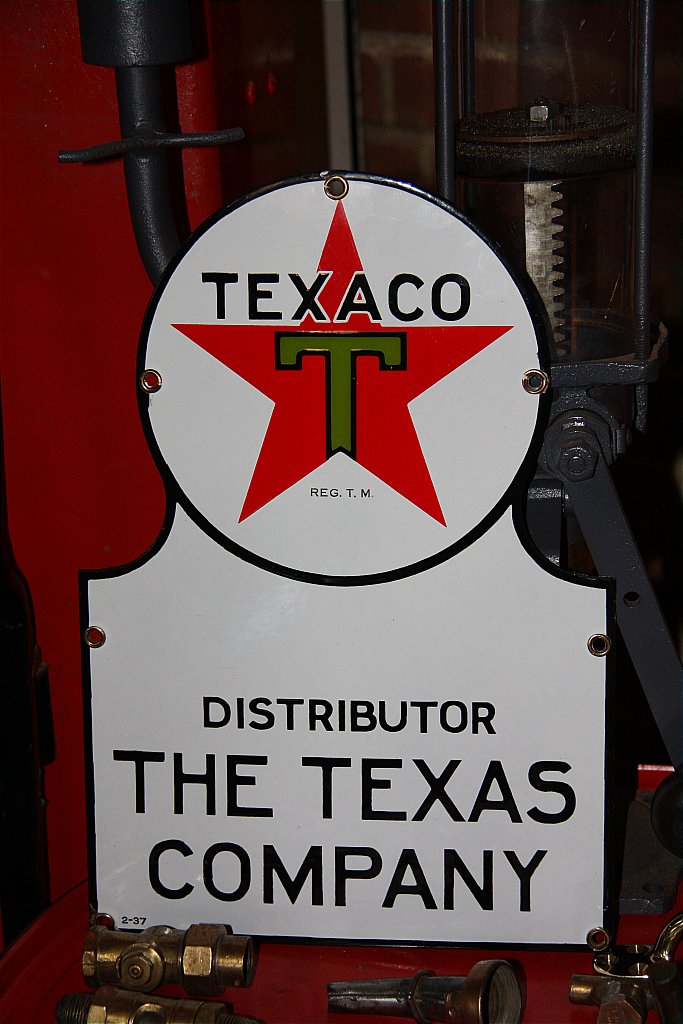 TEXACO
T
REG. T. M.
DISTRIBUTOR
THE TEXAS
COMPANY
2-37